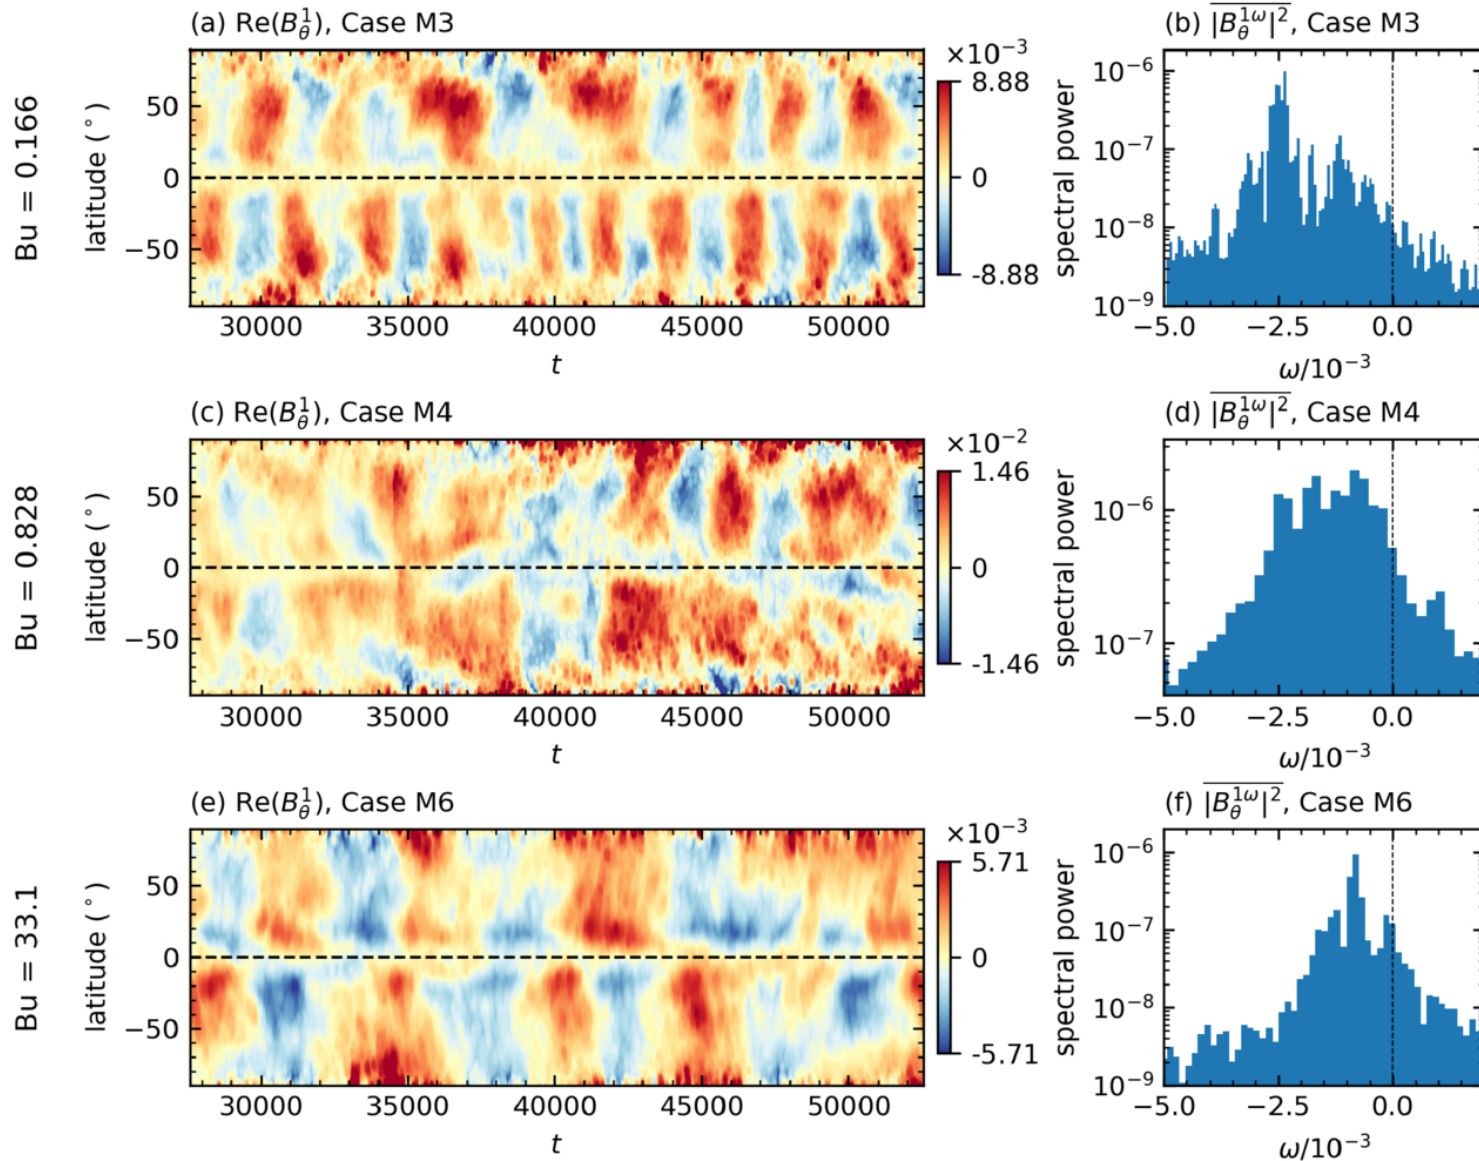 (a) Re(B_θ^1), Case M3
(b) |B_θ^{1ω}|^2, Case M3
Bu = 0.166
latitude (°)
50
0
−50
30000 35000 40000 45000 50000
t
×10−3
8.88
0
-8.88
spectral power
10−6
10−7
10−8
10−9
−5.0 −2.5 0.0
ω/10−3
(c) Re(B_θ^1), Case M4
(d) |B_θ^{1ω}|^2, Case M4
Bu = 0.828
latitude (°)
50
0
−50
30000 35000 40000 45000 50000
t
×10−2
1.46
0
-1.46
spectral power
10−6
10−7
−5.0 −2.5 0.0
ω/10−3
(e) Re(B_θ^1), Case M6
(f) |B_θ^{1ω}|^2, Case M6
Bu = 33.1
latitude (°)
50
0
−50
30000 35000 40000 45000 50000
t
×10−3
5.71
0
-5.71
spectral power
10−6
10−7
10−8
10−9
−5.0 −2.5 0.0
ω/10−3